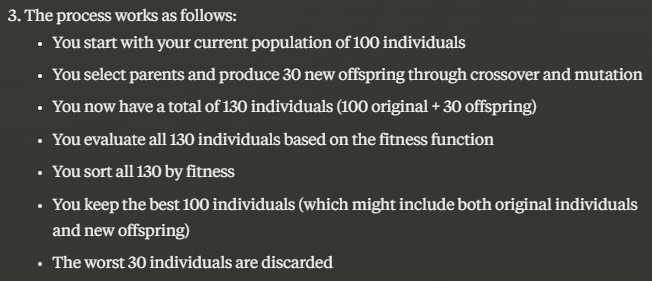 3. The process works as follows:
• You start with your current population of 100 individuals
• You select parents and produce 30 new offspring through crossover and mutation
• You now have a total of 130 individuals (100 original + 30 offspring)
• You evaluate all 130 individuals based on the fitness function
• You sort all 130 by fitness
• You keep the best 100 individuals (which might include both original individuals
and new offspring)
• The worst 30 individuals are discarded